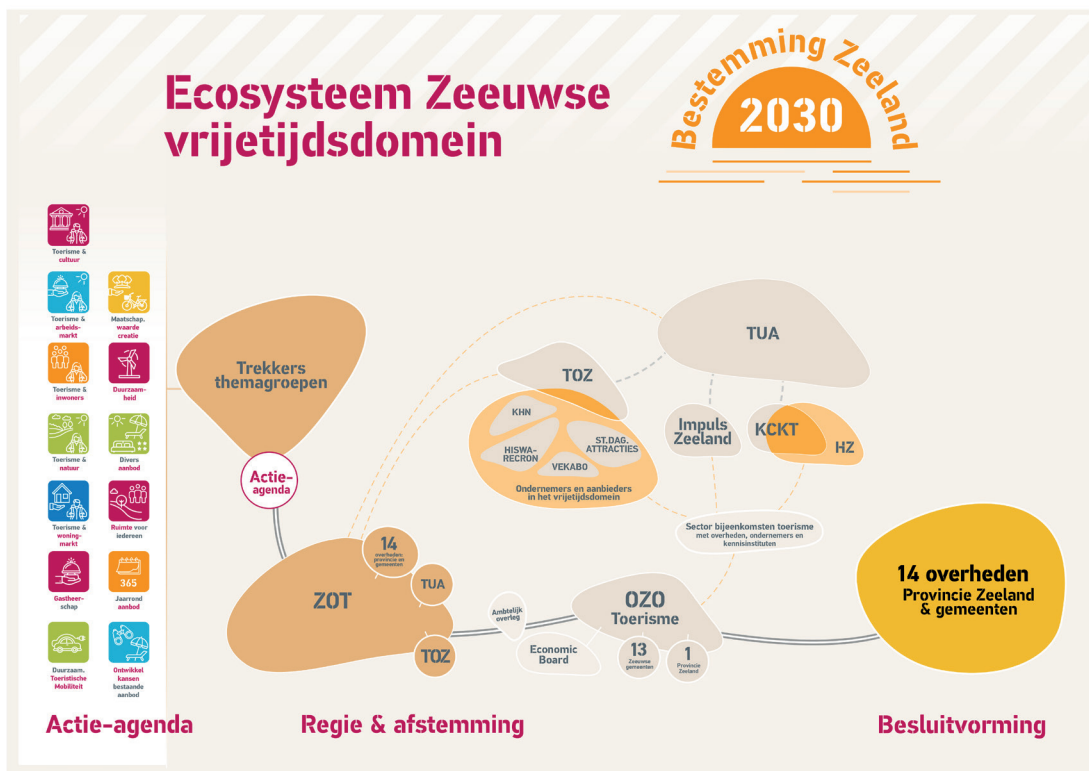 Ecosysteem Zeeuwse
vrijetijdsdomein
Bestemming Zeeland
2030
Toerisme &
cultuur
Toerisme &
arbeids-
markt
Maatschap.
waarde
creatie
Toerisme &
inwoners
Duurzaam-
heid
Toerisme &
natuur
Divers
aanbod
Toerisme &
woning-
markt
Ruimte voor
iedereen
Gastheer-
schap
365
Jaarrond
aanbod
Duurzam.
Toeristische
Mobiliteit
Ontwikkel
kansen
bestaande
aanbod
Trekkers
themagroepen
Actie-
agenda
TOZ
KHN
HISWA-
RECRON
VEKABO
ST.DAG.
ATTRACTIES
Ondernemers en aanbieders
in het vrijetijdsdomein
TUA
Impuls
Zeeland
KCKT
HZ
Sector bijeenkomsten toerisme
met overheden, ondernemers en
kennisinstituten
ZOT
14
overheden
provincie en
gemeenten
TUA
TOZ
Ambtelijk
overleg
Economic
Board
OZO
Toerisme
13
Zeeuwse
gemeenten
1
Provincie
Zeeland
14 overheden
Provincie Zeeland
& gemeenten
Actie-agenda
Regie & afstemming
Besluitvorming